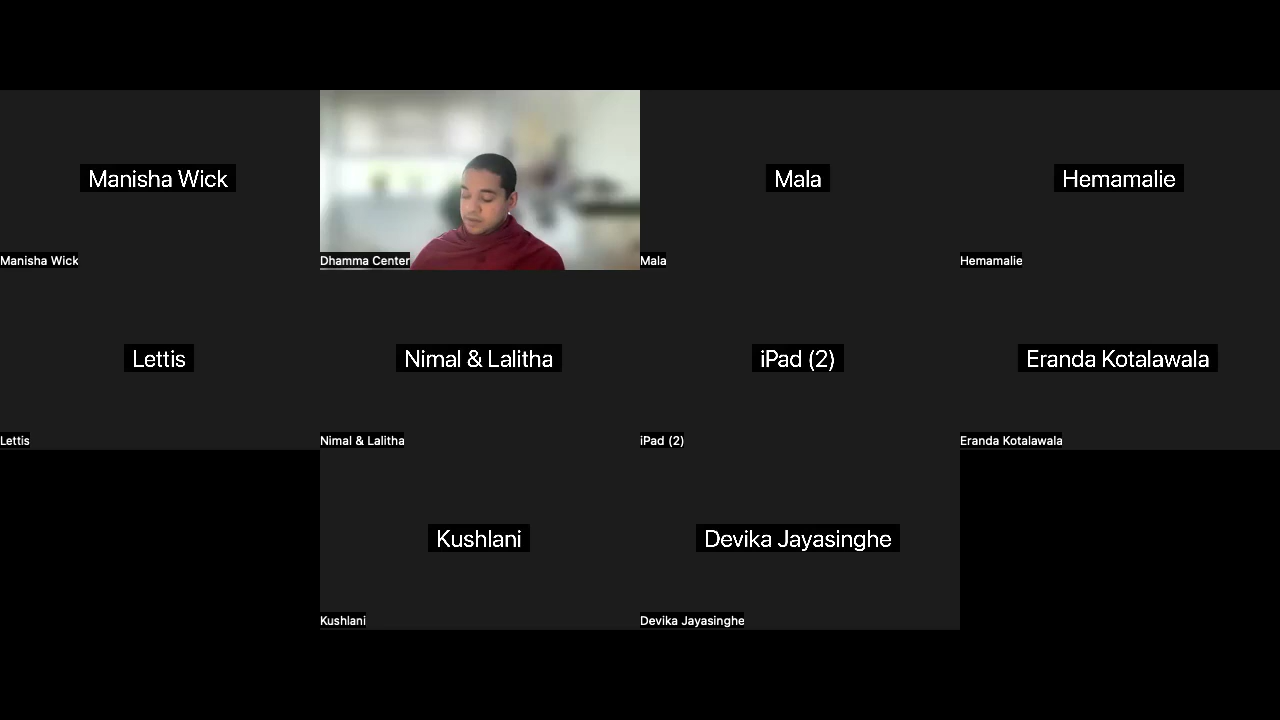 Manisha Wick
Mala
Hemamalie
Manisha Wick
Dhamma Center
Mala
Hemamalie
Lettis
Nimal & Lalitha
iPad (2)
Eranda Kotalawala
Lettis
Nimal & Lalitha
iPad (2)
Eranda Kotalawala
Kushlani
Devika Jayasinghe
Kushlani
Devika Jayasinghe